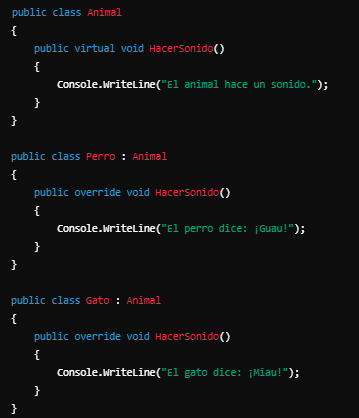 public class Animal
{
    public virtual void HacerSonido()
    {
        Console.WriteLine("El animal hace un sonido.");
    }
}

public class Perro : Animal
{
    public override void HacerSonido()
    {
        Console.WriteLine("El perro dice: ¡Guau!");
    }
}

public class Gato : Animal
{
    public override void HacerSonido()
    {
        Console.WriteLine("El gato dice: ¡Miau!");
    }
}